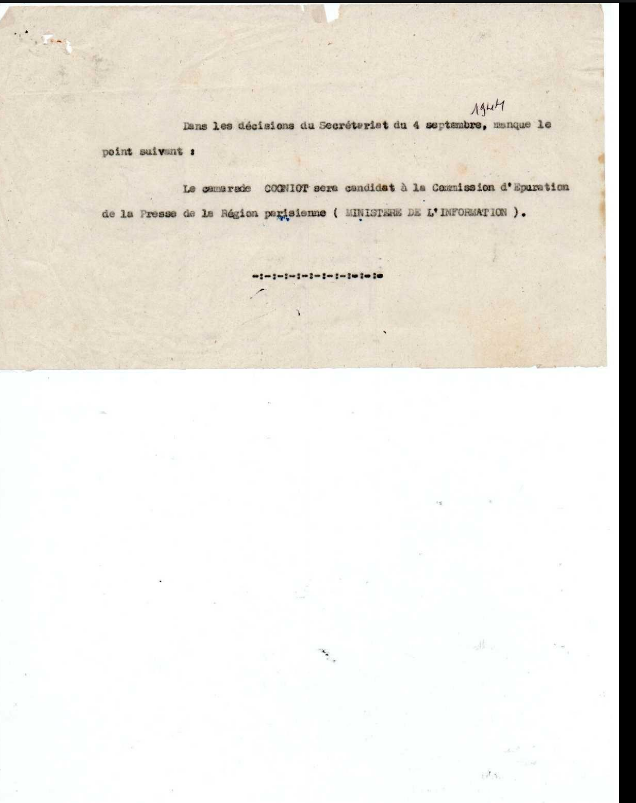 1944
Dans les décisions du Secrétariat du 4 septembre, manque le
point suivant :
Le camarade COGNIOT sera candidat à la Commission d'Epuration
de la Presse de la Région parisienne ( MINISTERE DE L'INFORMATION ).
-:-:-:-:-:-:-:-:-:-:-